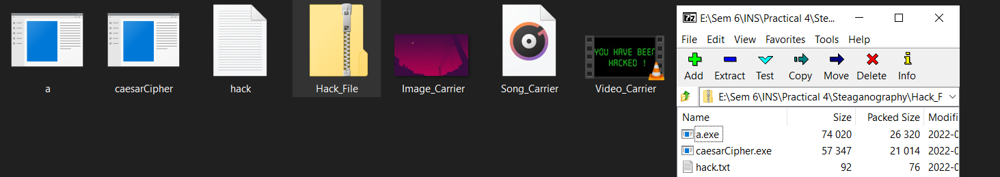 a
caesarCipher
hack
Hack_File
Image_Carrier
Song_Carrier
YOU HAVE BEEN
HACKED !
Video_Carrier
7z E:\Sem 6\INS\Practical 4\Ste...
File Edit View Favorites Tools Help
Add Extract Test Copy Move Delete Info
E:\Sem 6\INS\Practical 4\Steaganography\Hack_F
Name Size Packed Size Modifi
a.exe 74 020 26 320 2022-0
caesarCipher.exe 57 347 21 014 2022-0
hack.txt 92 76 2022-0